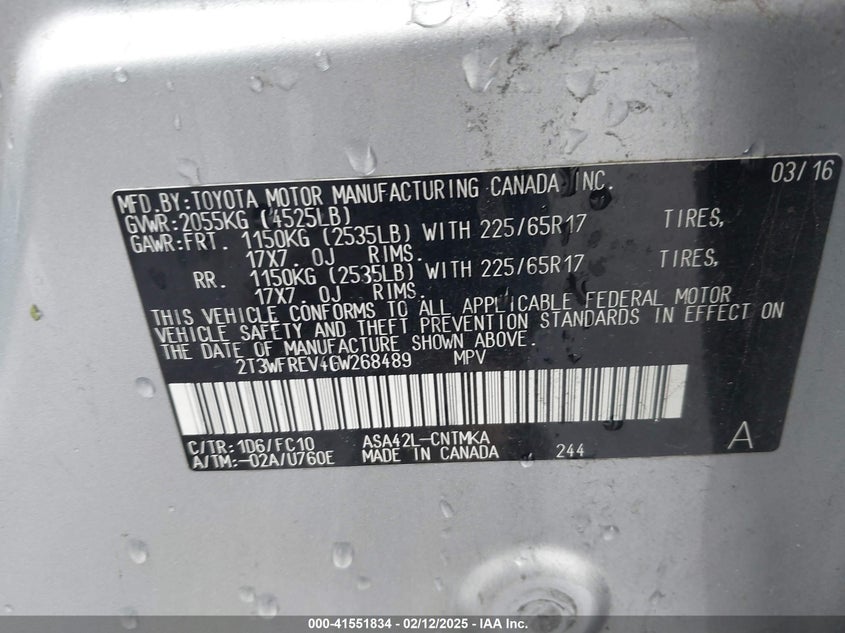 MFD.BY:TOYOTA MOTOR MANUFACTURING CANADA INC. 03/16
GVWR:2055KG (4525LB)
GAWR:FRT. 1150KG (2535LB) WITH 225/65R17 TIRES,
17X7.0J RIMS.
RR. 1150KG (2535LB) WITH 225/65R17 TIRES,
17X7.0J RIMS.
THIS VEHICLE CONFORMS TO ALL APPLICABLE FEDERAL MOTOR
VEHICLE SAFETY AND THEFT PREVENTION STANDARDS IN EFFECT ON
THE DATE OF MANUFACTURE SHOWN ABOVE.
2T3WFREV4GW268489 MPV
C/TR:1D6/FC10 ASA42L-CNTMKA A
A/TM:-02A/U760E MADE IN CANADA 244
000-41551834 - 02/12/2025 - IAA Inc.